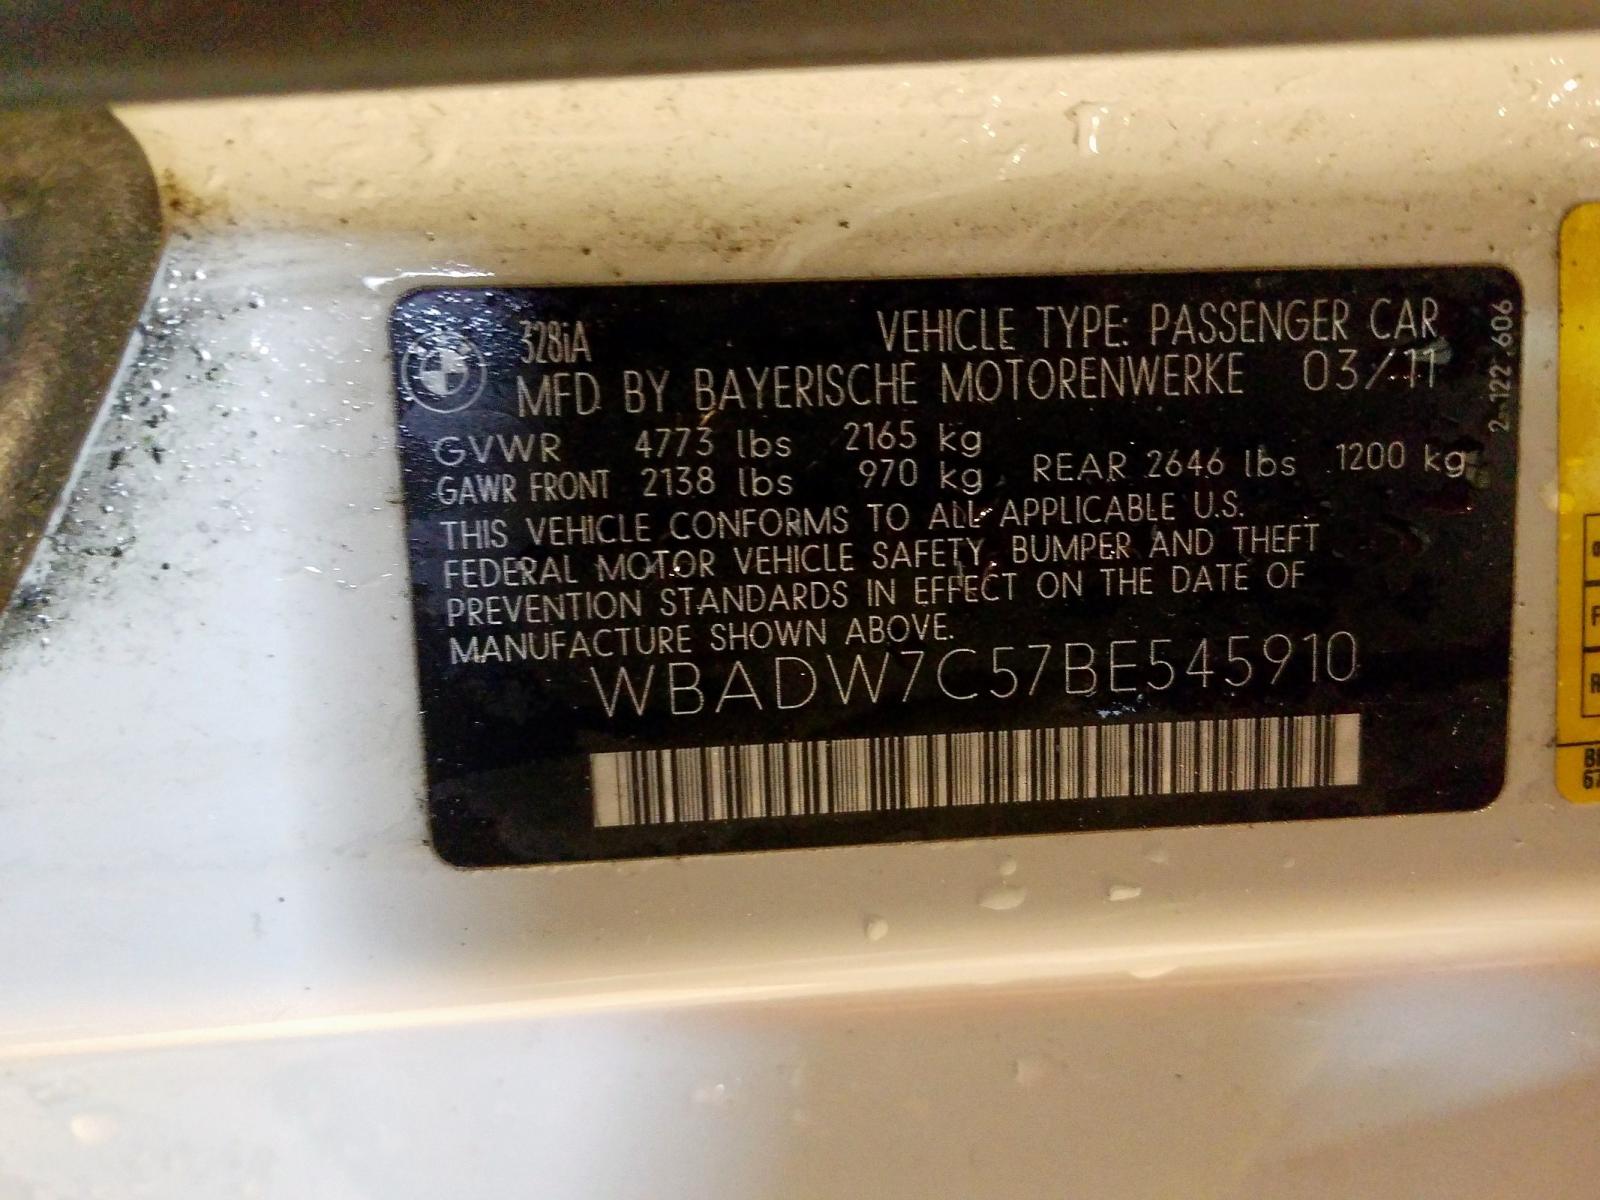 328iA
VEHICLE TYPE: PASSENGER CAR
MFD BY BAYERISCHE MOTORENWERKE 03/11
GVWR 4773 lbs 2165 kg
GAWR FRONT 2138 lbs 970 kg REAR 2646 lbs 1200 kg
THIS VEHICLE CONFORMS TO ALL APPLICABLE U.S.
FEDERAL MOTOR VEHICLE SAFETY, BUMPER AND THEFT
PREVENTION STANDARDS IN EFFECT ON THE DATE OF
MANUFACTURE SHOWN ABOVE.
WBADW7C57BE545910
2-122.606